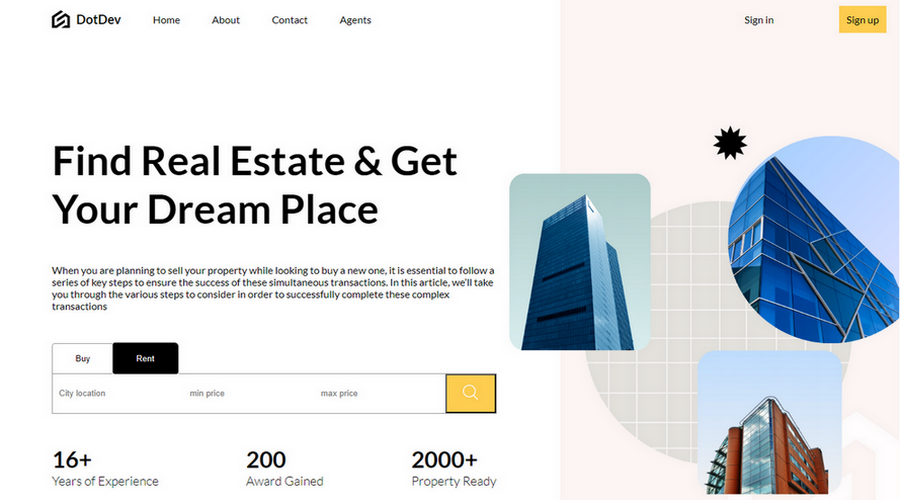 DotDev Home About Contact Agents Sign in Sign up
Find Real Estate & Get
Your Dream Place
When you are planning to sell your property while looking to buy a new one, it is essential to follow a
series of key steps to ensure the success of these simultaneous transactions. In this article, we'll take
you through the various steps to consider in order to successfully complete these complex
transactions
Buy Rent
City location min price max price
16+ 200 2000+
Years of Experience Award Gained Property Ready